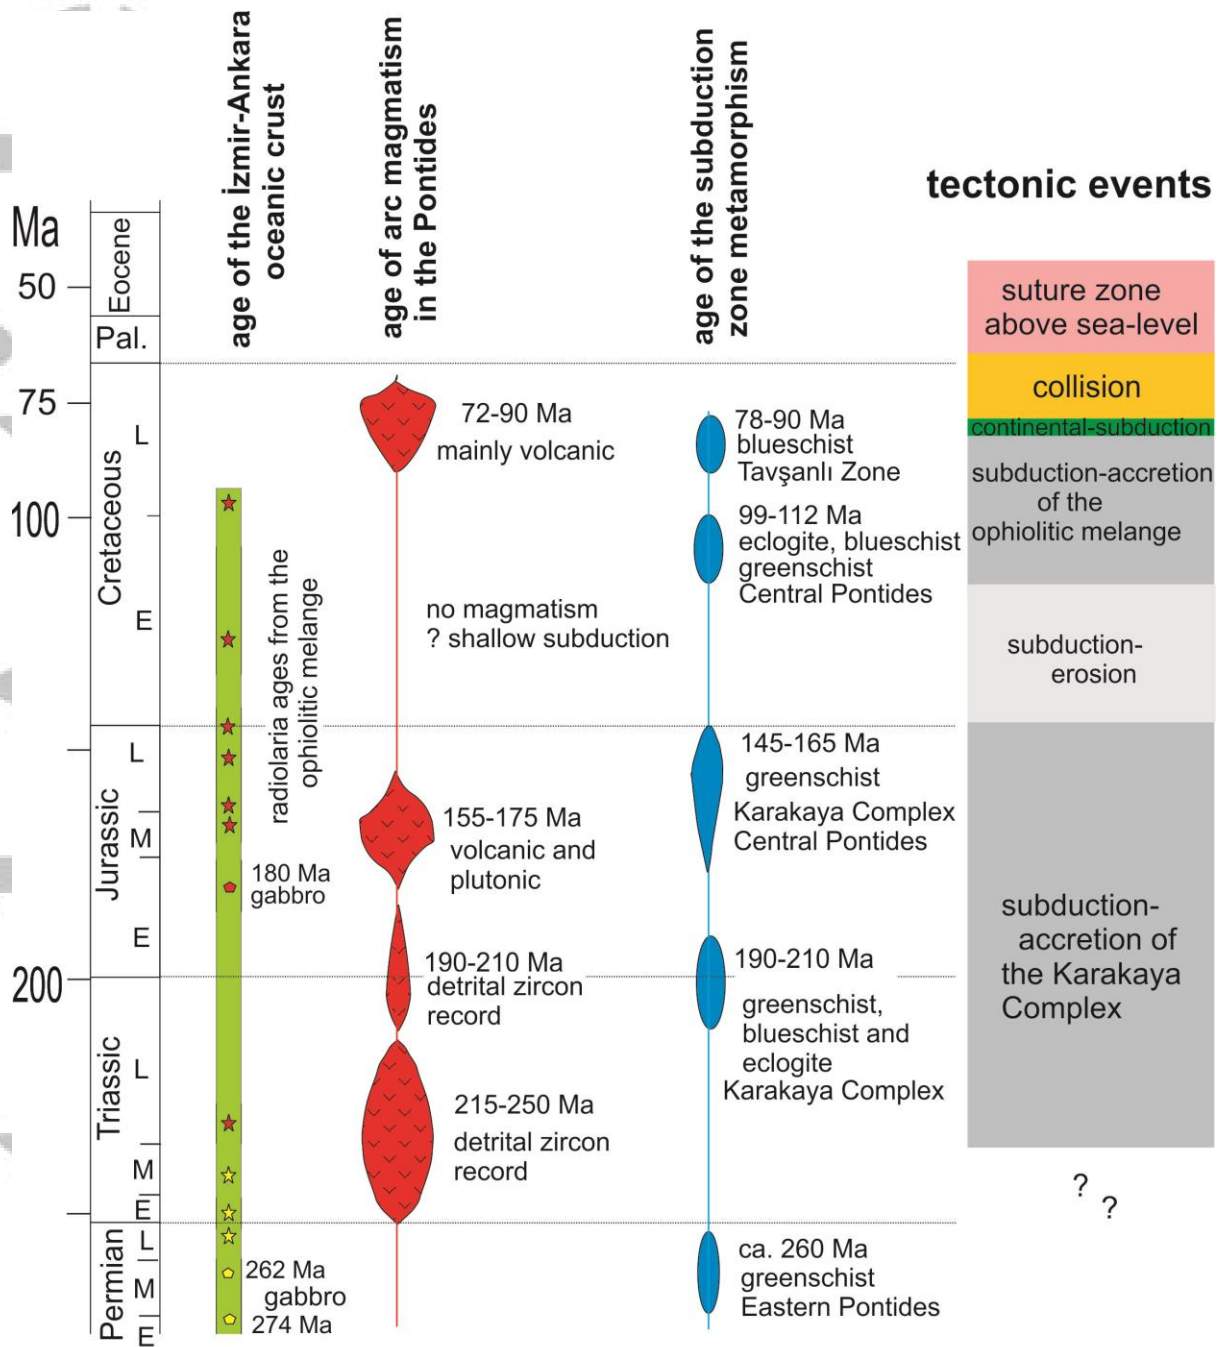 age of the İzmir-Ankara
oceanic crust
age of arc magmatism
in the Pontides
age of the subduction
zone metamorphism
tectonic events
Ma
50
75
100
200
Eocene
Pal.
Cretaceous
L
E
Jurassic
L
M
E
Triassic
L
M
E
Permian
L
M
E
radiolaria ages from the
ophiolitic melange
180 Ma
gabbro
262 Ma
gabbro
274 Ma
72-90 Ma
mainly volcanic
no magmatism
? shallow subduction
155-175 Ma
volcanic and
plutonic
190-210 Ma
detrital zircon
record
215-250 Ma
detrital zircon
record
78-90 Ma
blueschist
Tavşanlı Zone
99-112 Ma
eclogite, blueschist
greenschist
Central Pontides
145-165 Ma
greenschist
Karakaya Complex
Central Pontides
190-210 Ma
greenschist,
blueschist and
eclogite
Karakaya Complex
ca. 260 Ma
greenschist
Eastern Pontides
suture zone
above sea-level
collision
continental-subduction
subduction-accretion
of the
ophiolitic melange
subduction-
erosion
subduction-
accretion of
the Karakaya
Complex
?
?